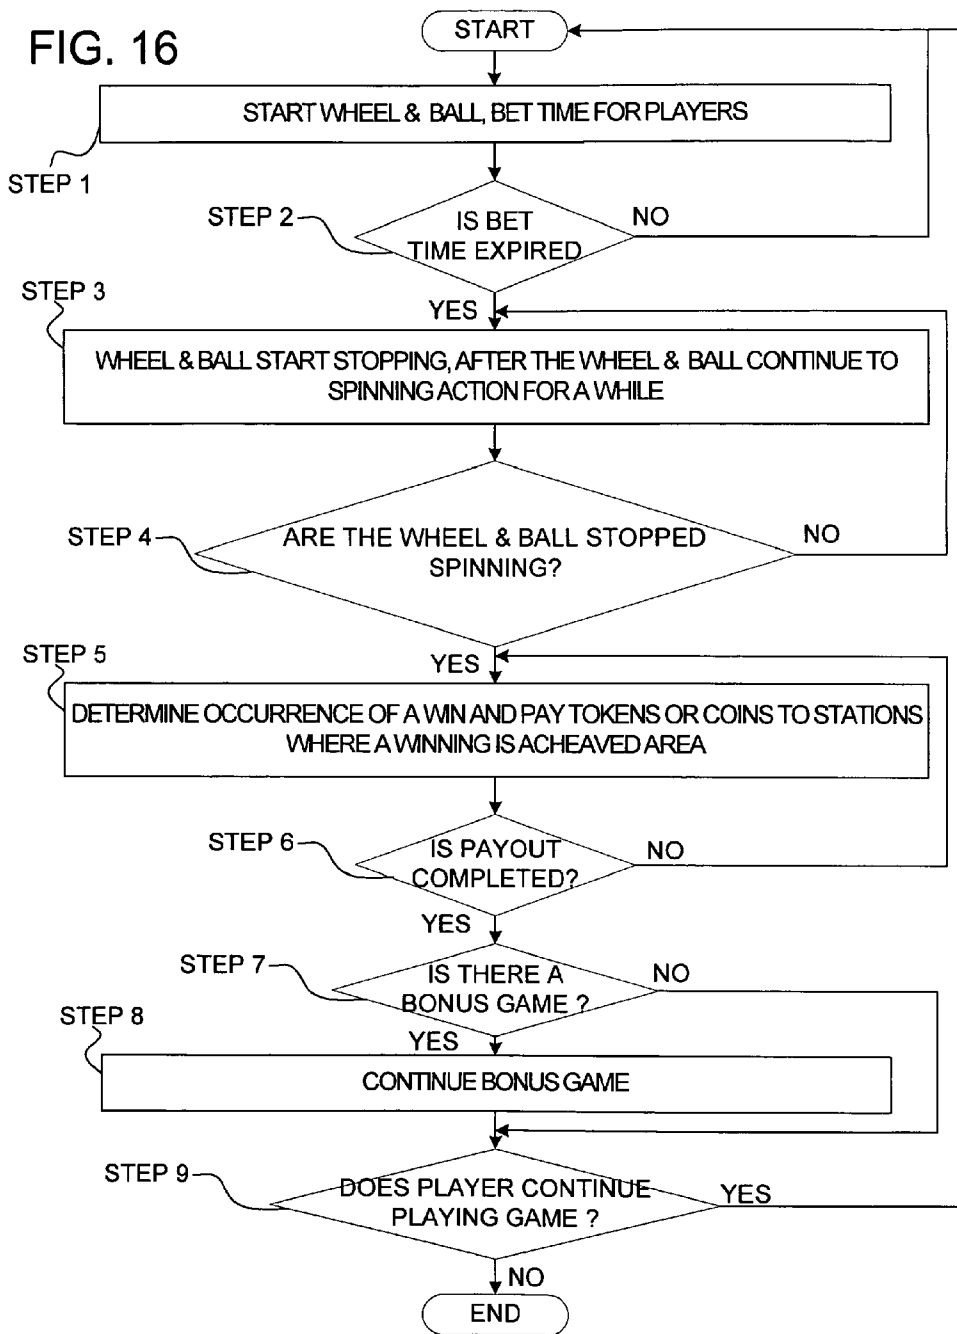 FIG. 16
START
START WHEEL & BALL, BET TIME FOR PLAYERS
STEP 1
STEP 2
IS BET
TIME EXPIRED
NO
YES
STEP 3
WHEEL & BALL START STOPPING, AFTER THE WHEEL & BALL CONTINUE TO
SPINNING ACTION FOR A WHILE
STEP 4
ARE THE WHEEL & BALL STOPPED
SPINNING?
NO
YES
STEP 5
DETERMINE OCCURRENCE OF A WIN AND PAY TOKENS OR COINS TO STATIONS
WHERE A WINNING IS ACHEAVED AREA
STEP 6
IS PAYOUT
COMPLETED?
NO
YES
STEP 7
IS THERE A
BONUS GAME ?
NO
YES
STEP 8
CONTINUE BONUS GAME
STEP 9
DOES PLAYER CONTINUE
PLAYING GAME ?
YES
NO
END